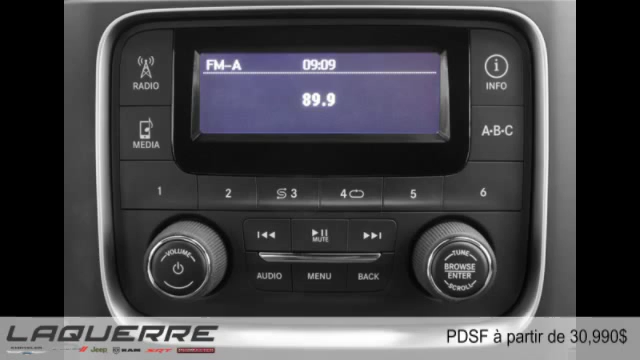 FM-A 09:09
89.9
RADIO
MEDIA
INFO
A-B-C
1 2 3 4 5 6
MUTE
VOLUME
AUDIO MENU BACK
TUNE
BROWSE
ENTER
SCROLL
LAQUERRE
Jeep RAM SRT
PDSF à partir de 30,990$